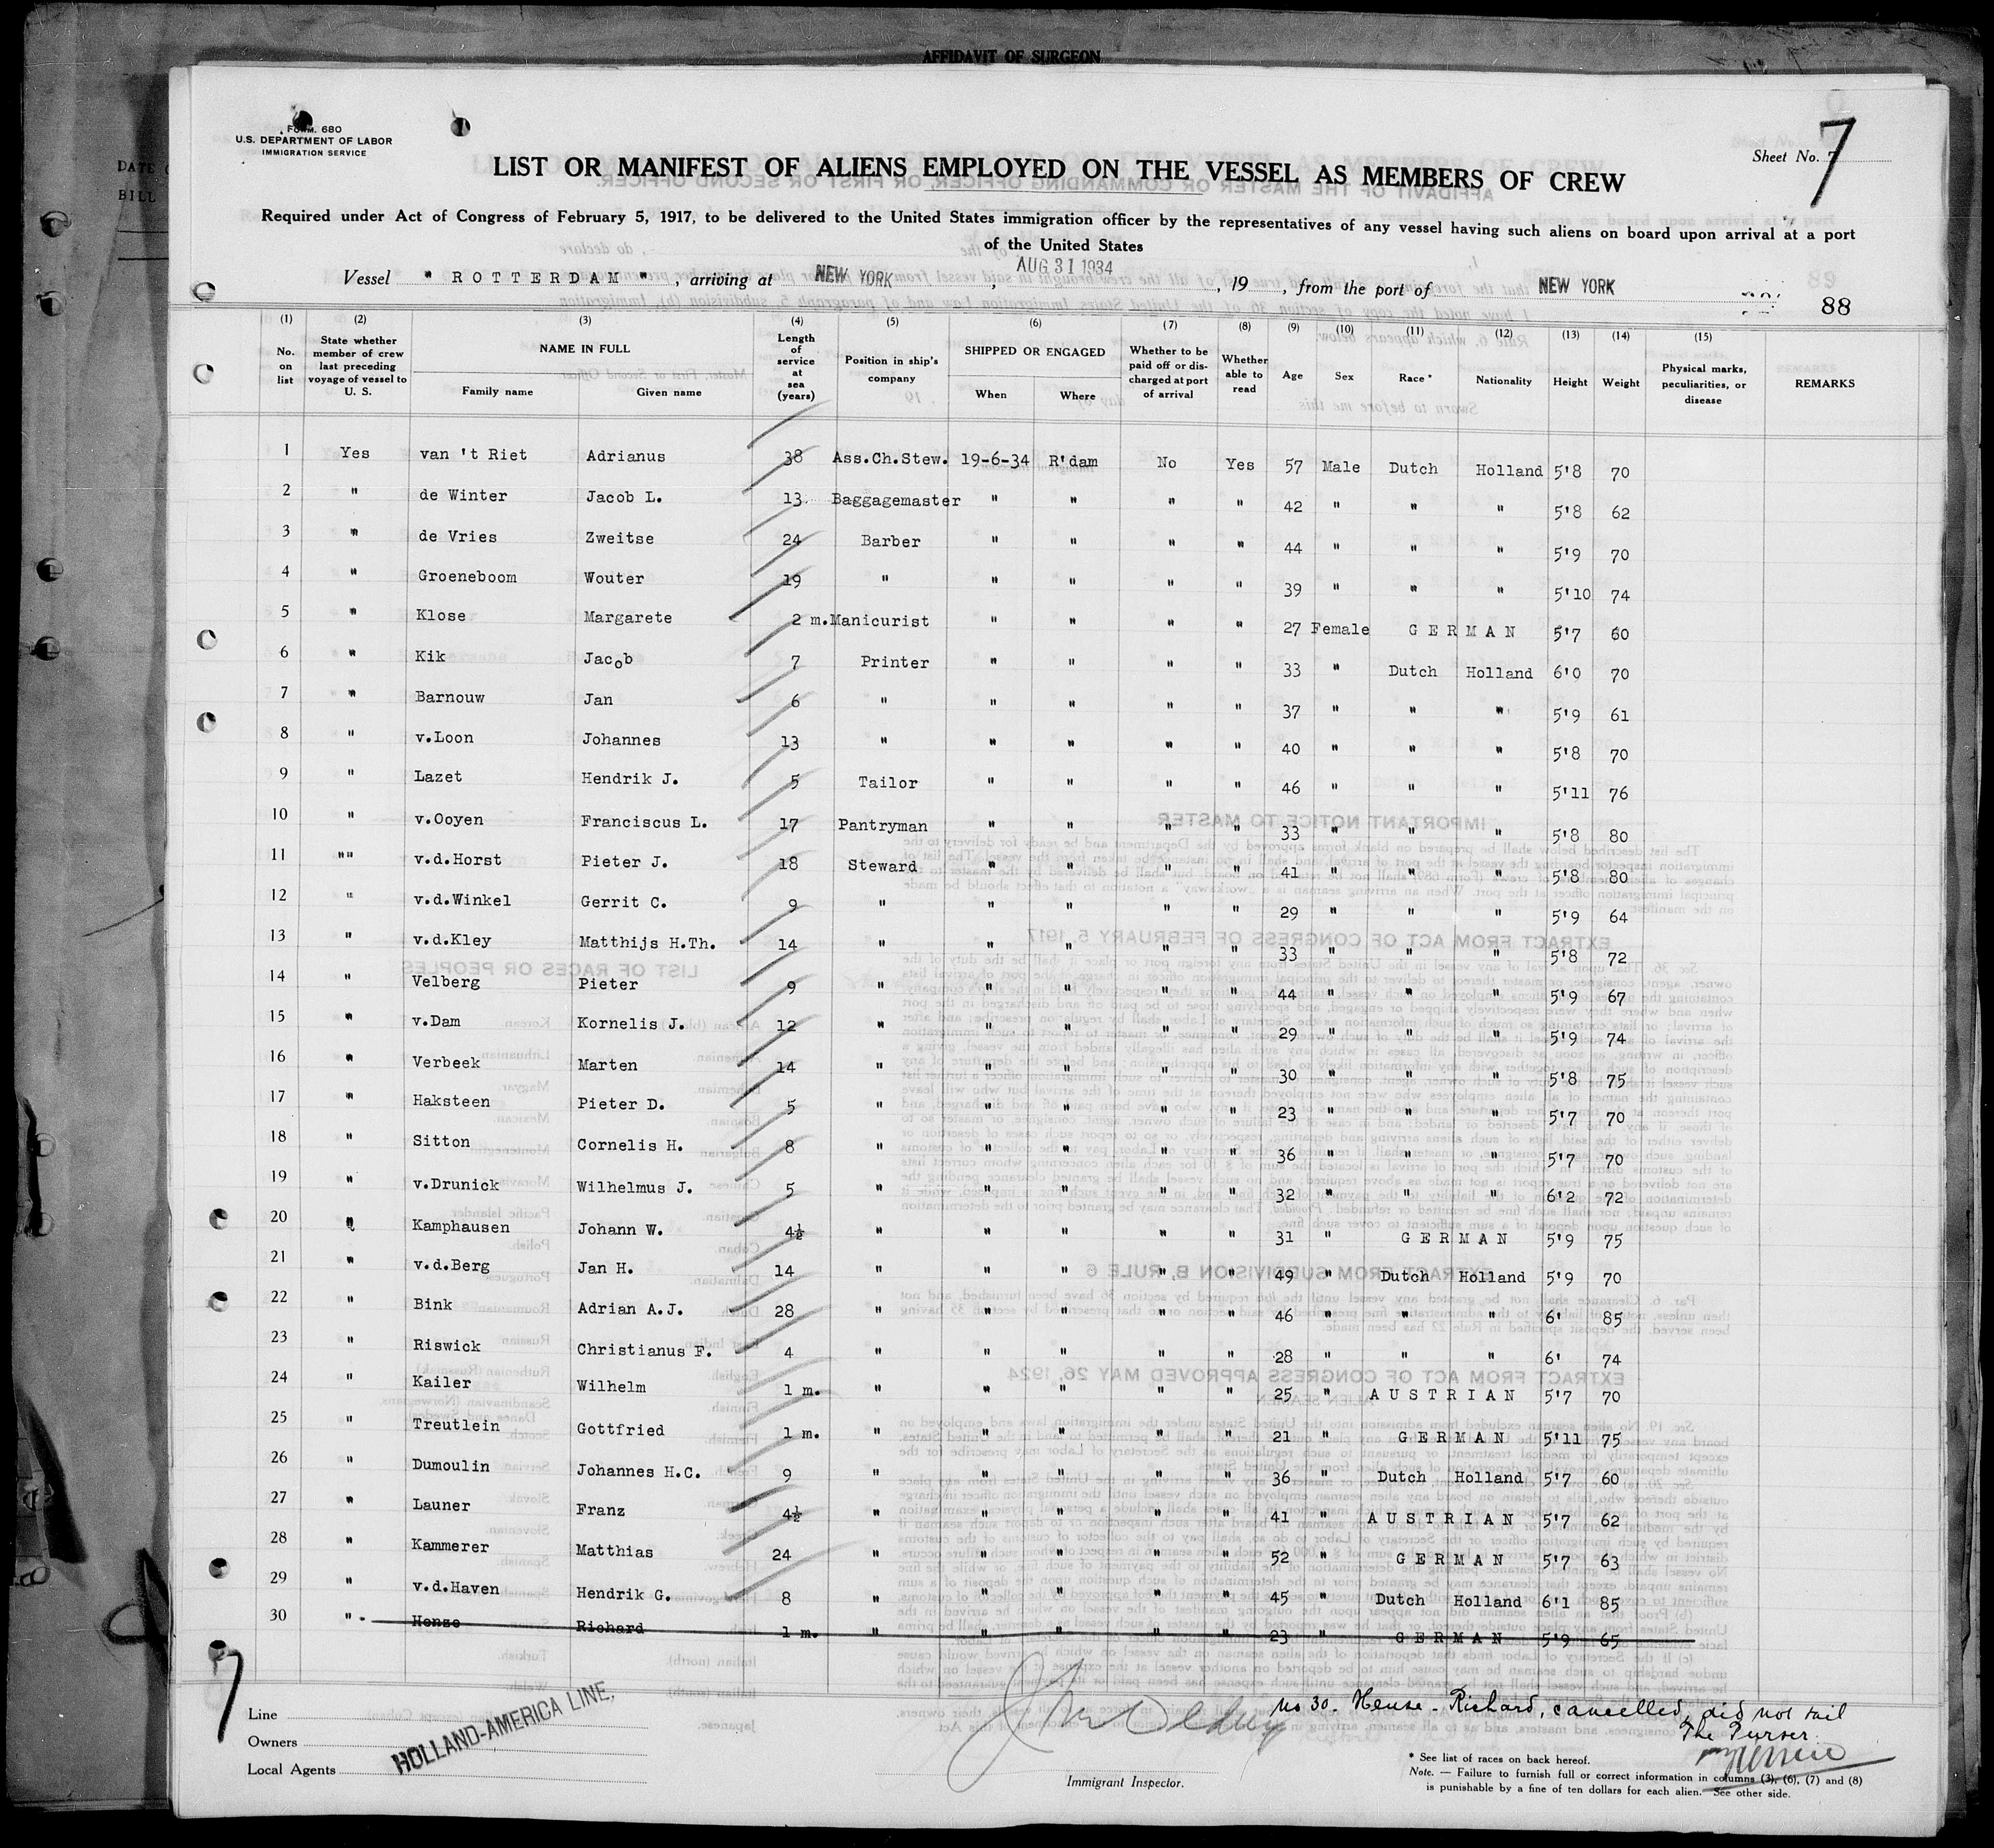 AFFIDAVIT OF SURGEON
FORM. 680
U.S. DEPARTMENT OF LABOR
IMMIGRATION SERVICE
Sheet No. 7
7
LIST OR MANIFEST OF ALIENS EMPLOYED ON THE VESSEL AS MEMBERS OF CREW
Required under Act of Congress of February 5, 1917, to be delivered to the United States immigration officer by the representatives of any vessel having such aliens on board upon arrival at a port
of the United States
Vessel " ROTTERDAM ", arriving at NEW YORK, AUG 31 1934, 19 , from the port of NEW YORK
88
(1) (2) (3) (4) (5) (6) (7) (8) (9) (10) (11) (12) (13) (14) (15)
No. on list | State whether member of crew last preceding voyage of vessel to U. S. | NAME IN FULL Family name Given name | Length of service at sea (years) | Position in ship's company | SHIPPED OR ENGAGED When Where | Whether to be paid off or discharged at port of arrival | Whether able to read | Age | Sex | Race* | Nationality | Height | Weight | Physical marks, peculiarities, or disease | REMARKS
1 Yes van 't Riet Adrianus 38 Ass.Ch.Stew. 19-6-34 R'dam No Yes 57 Male Dutch Holland 5'8 70
2 " de Winter Jacob L. 13 Baggagemaster " " " " 42 " " " 5'8 62
3 " de Vries Zweitse 24 Barber " " " " 44 " " " 5'9 70
4 " Groeneboom Wouter 19 " " " " " 39 " " " 5'10 74
5 " Klose Margarete 2 m. Manicurist " " " " 27 Female GERMAN 5'7 60
6 " Kik Jacob 7 Printer " " " " 33 " Dutch Holland 6'0 70
7 " Barnouw Jan 6 " " " " " 37 " " " 5'9 61
8 " v.Loon Johannes 13 " " " " " 40 " " " 5'8 70
9 " Lazet Hendrik J. 5 Tailor " " " " 46 " " " 5'11 76
10 " v.Ooyen Franciscus L. 17 Pantryman " " " " 33 " " " 5'8 80
11 "" v.d.Horst Pieter J. 18 Steward " " " " 41 " " " 5'8 80
12 " v.d.Winkel Gerrit C. 9 " " " " " 29 " " " 5'9 64
13 " v.d.Kley Matthijs H.Th. 14 " " " " " 33 " " " 5'8 72
14 " Velberg Pieter 9 " " " " " 44 " " " 5'9 67
15 " v.Dam Kornelis J. 12 " " " " " 29 " " " 5'9 74
16 " Verbeek Marten 14 " " " " " 30 " " " 5'8 75
17 " Haksteen Pieter D. 5 " " " " " 23 " " " 5'7 70
18 " Sitton Cornelis H. 8 " " " " " 36 " " " 5'7 70
19 " v.Drunick Wilhelmus J. 5 " " " " " 32 " " " 6'2 72
20 " Kamphausen Johann W. 4½ " " " " " 31 " GERMAN 5'9 75
21 " v.d.Berg Jan H. 14 " " " " " 49 " Dutch Holland 5'9 70
22 " Bink Adrian A.J. 28 " " " " " 46 " " " 6' 85
23 " Riswick Christianus F. 4 " " " " " 28 " " " 6' 74
24 " Kailer Wilhelm 1 m. " " " " " 25 " AUSTRIAN 5'7 70
25 " Treutlein Gottfried 1 m. " " " " " 21 " GERMAN 5'11 75
26 " Dumoulin Johannes H.C. 9 " " " " " 36 " Dutch Holland 5'7 60
27 " Launer Franz 4½ " " " " " 41 " AUSTRIAN 5'7 62
28 " Kammerer Matthias 24 " " " " " 52 " GERMAN 5'7 63
29 " v.d.Haven Hendrik G. 8 " " " " " 45 " Dutch Holland 6'1 85
30 " Henze Richard 1 m. " " " " " 23 " GERMAN 5'9 65
7
Line
Owners
Local Agents
HOLLAND-AMERICA LINE.
Immigrant Inspector.
no 30. Hense - Richard, cancelled, did not sail
The Purser
* See list of races on back hereof.
Note. — Failure to furnish full or correct information in columns (3), (6), (7) and (8)
is punishable by a fine of ten dollars for each alien. See other side.